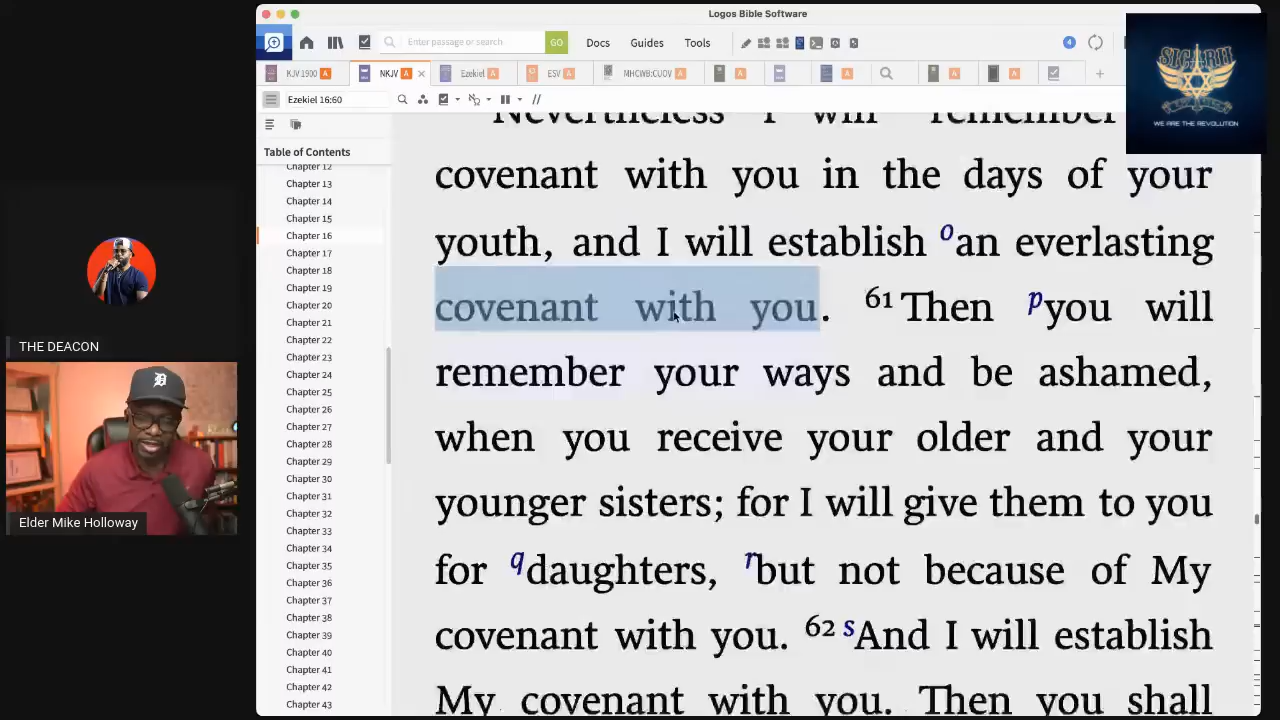 Logos Bible Software
Enter passage or search
GO
Docs
Guides
Tools
4
KJV 1900 A
NKJV A
Ezekiel A
ESV A
MHCWB:CUOV A
A
A
A
A
Ezekiel 16:60
Table of Contents
Chapter 12
Chapter 13
Chapter 14
Chapter 15
Chapter 16
Chapter 17
Chapter 18
Chapter 19
Chapter 20
Chapter 21
Chapter 22
Chapter 23
Chapter 24
Chapter 25
Chapter 26
Chapter 27
Chapter 28
Chapter 29
Chapter 30
Chapter 31
Chapter 32
Chapter 33
Chapter 34
Chapter 35
Chapter 36
Chapter 37
Chapter 38
Chapter 39
Chapter 40
Chapter 41
Chapter 42
Chapter 43
Nevertheless I will remember
covenant with you in the days of your
youth, and I will establish o an everlasting
covenant with you. 61 Then p you will
remember your ways and be ashamed,
when you receive your older and your
younger sisters; for I will give them to you
for q daughters, r but not because of My
covenant with you. 62 s And I will establish
My covenant with you. Then you shall
SICARII
WE ARE THE REVOLUTION
THE DEACON
D
Elder Mike Holloway